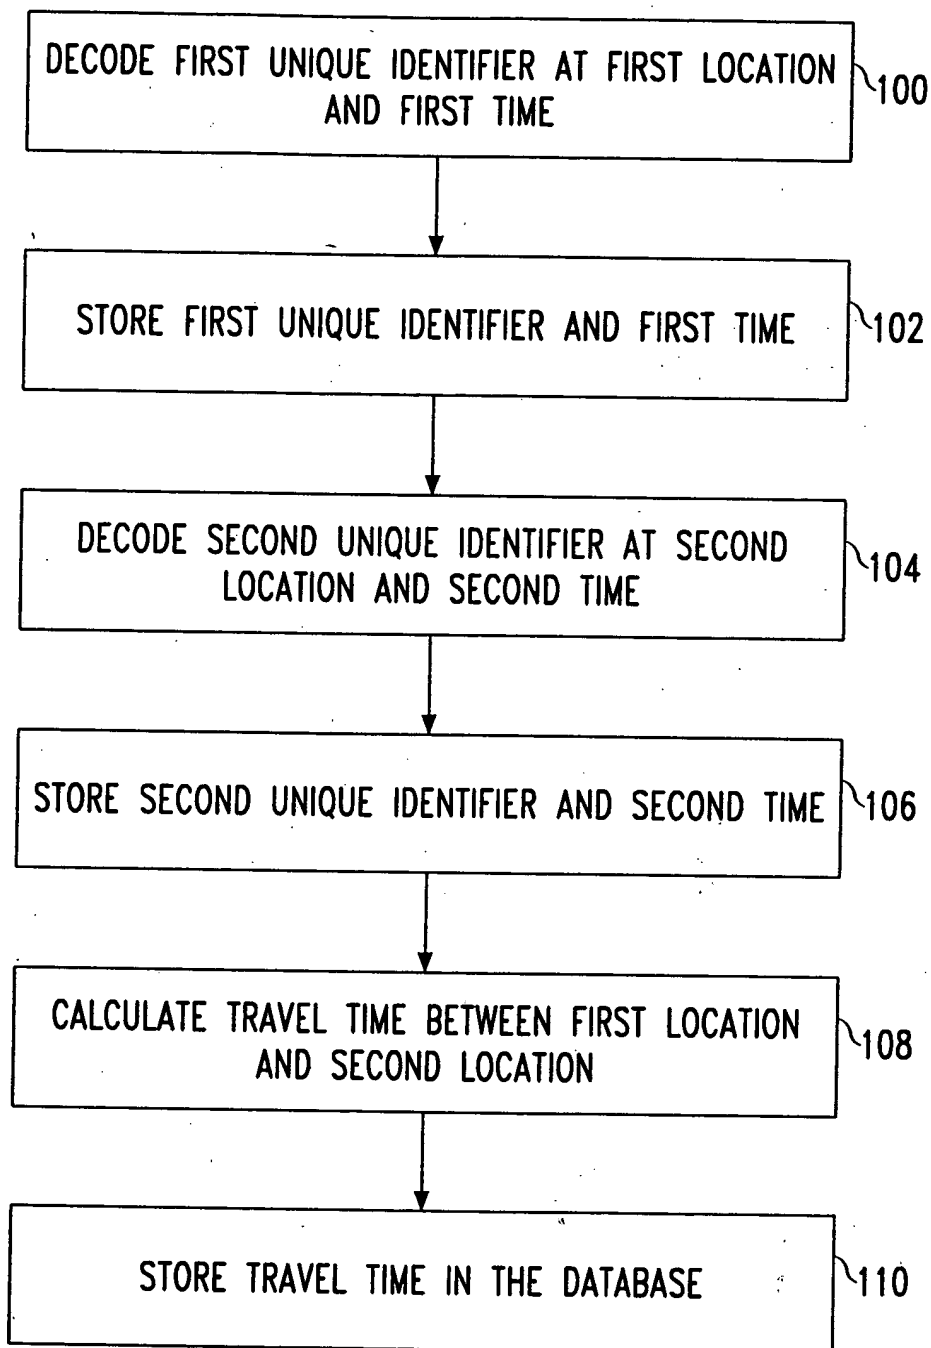 DECODE FIRST UNIQUE IDENTIFIER AT FIRST LOCATION
AND FIRST TIME
100
STORE FIRST UNIQUE IDENTIFIER AND FIRST TIME
102
DECODE SECOND UNIQUE IDENTIFIER AT SECOND
LOCATION AND SECOND TIME
104
STORE SECOND UNIQUE IDENTIFIER AND SECOND TIME
106
CALCULATE TRAVEL TIME BETWEEN FIRST LOCATION
AND SECOND LOCATION
108
STORE TRAVEL TIME IN THE DATABASE
110